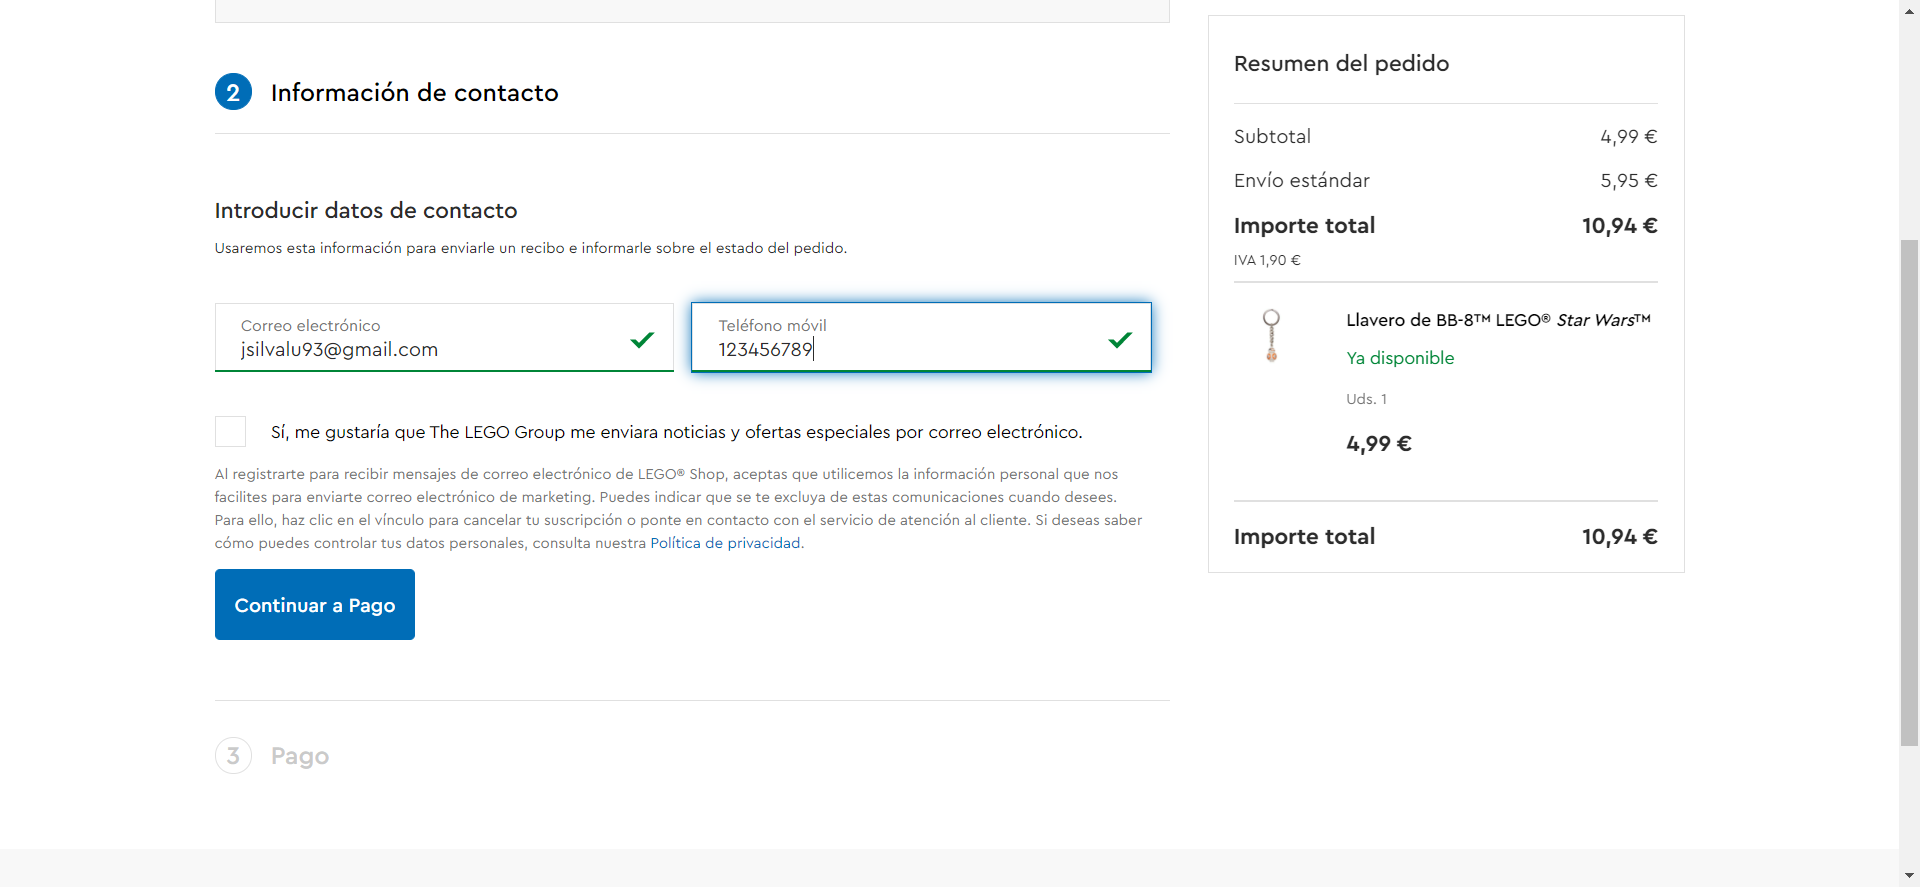 2 Información de contacto
Introducir datos de contacto
Usaremos esta información para enviarle un recibo e informarle sobre el estado del pedido.
Correo electrónico
jsilvalu93@gmail.com
Teléfono móvil
123456789
Sí, me gustaría que The LEGO Group me enviara noticias y ofertas especiales por correo electrónico.
Al registrarte para recibir mensajes de correo electrónico de LEGO® Shop, aceptas que utilicemos la información personal que nos
facilites para enviarte correo electrónico de marketing. Puedes indicar que se te excluya de estas comunicaciones cuando desees.
Para ello, haz clic en el vínculo para cancelar tu suscripción o ponte en contacto con el servicio de atención al cliente. Si deseas saber
cómo puedes controlar tus datos personales, consulta nuestra Política de privacidad.
Continuar a Pago
3 Pago
Resumen del pedido
Subtotal 4,99 €
Envío estándar 5,95 €
Importe total 10,94 €
IVA 1,90 €
Llavero de BB-8™ LEGO® Star Wars™
Ya disponible
Uds. 1
4,99 €
Importe total 10,94 €